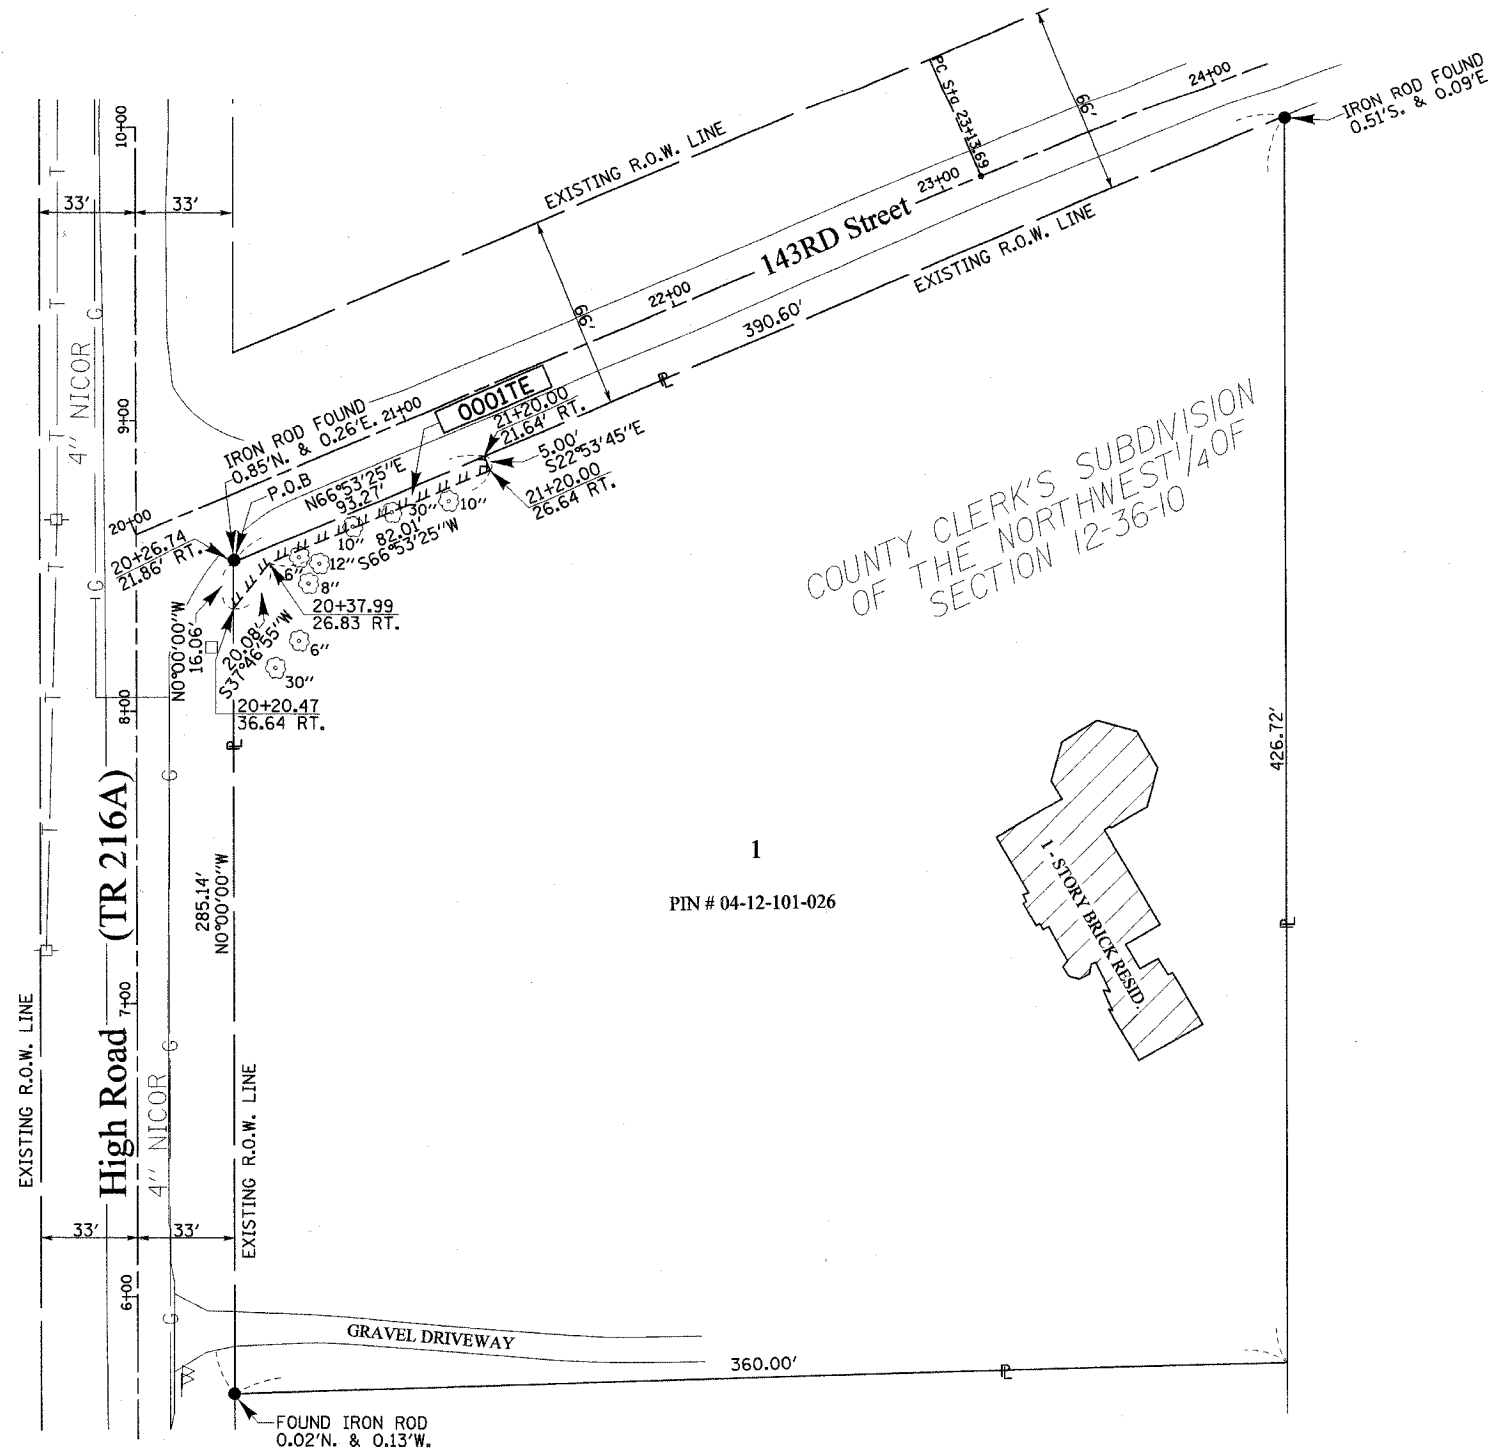 24+00
IRON ROD FOUND
0.51'S. & 0.09'E
PC Sta 23+13.69
66'
10+00
EXISTING R.O.W. LINE
33'
33'
23+00
143RD Street
EXISTING R.O.W. LINE
22+00
390.60'
66'
G
4" NICOR
9+00
IRON ROD FOUND
0.85'N. & 0.26'E.
21+00
0001TE
21+20.00
21.64' RT.
P.O.B
N66°53'25"E
93.27'
5.00'
S22°53'45"E
21+20.00
26.64 RT.
20+00
20+26.74
21.86' RT.
10"
30"
10"
82.01'
S66°53'25"W
6"
12"
8"
20+37.99
26.83 RT.
G
N0°00'00"W
16.06'
20.08'
S37°46'55"W
6"
30"
20+20.47
36.64 RT.
8+00
COUNTY CLERK'S SUBDIVISION
OF THE NORTHWEST 1/4 OF
SECTION 12-36-10
426.72'
G
High Road (TR 216A)
285.14'
N0°00'00"W
1
PIN # 04-12-101-026
1 - STORY BRICK RESID.
7+00
EXISTING R.O.W. LINE
4" NICOR
G
EXISTING R.O.W. LINE
33'
33'
6+00
G
GRAVEL DRIVEWAY
360.00'
FOUND IRON ROD
0.02'N. & 0.13'W.